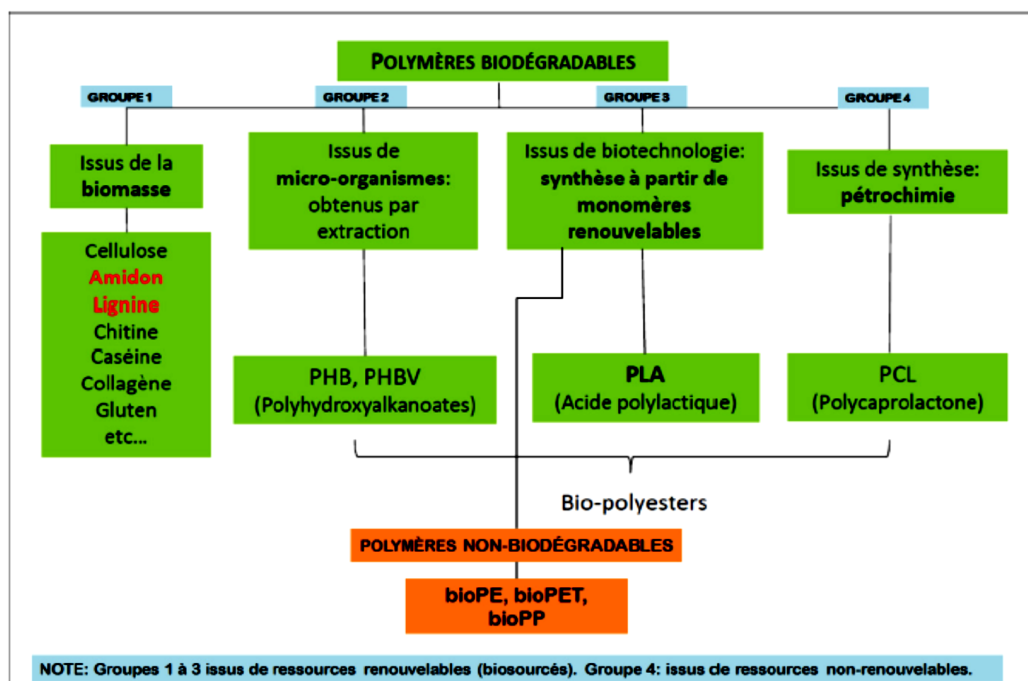 POLYMÈRES BIODÉGRADABLES
GROUPE 1
GROUPE 2
GROUPE 3
GROUPE 4
Issus de la
biomasse
Issus de
micro-organismes:
obtenus par
extraction
Issus de biotechnologie:
synthèse à partir de
monomères
renouvelables
Issus de synthèse:
pétrochimie
Cellulose
Amidon
Lignine
Chitine
Caséine
Collagène
Gluten
etc...
PHB, PHBV
(Polyhydroxyalkanoates)
PLA
(Acide polylactique)
PCL
(Polycaprolactone)
Bio-polyesters
POLYMÈRES NON-BIODÉGRADABLES
bioPE, bioPET,
bioPP
NOTE: Groupes 1 à 3 issus de ressources renouvelables (biosourcés). Groupe 4: issus de ressources non-renouvelables.